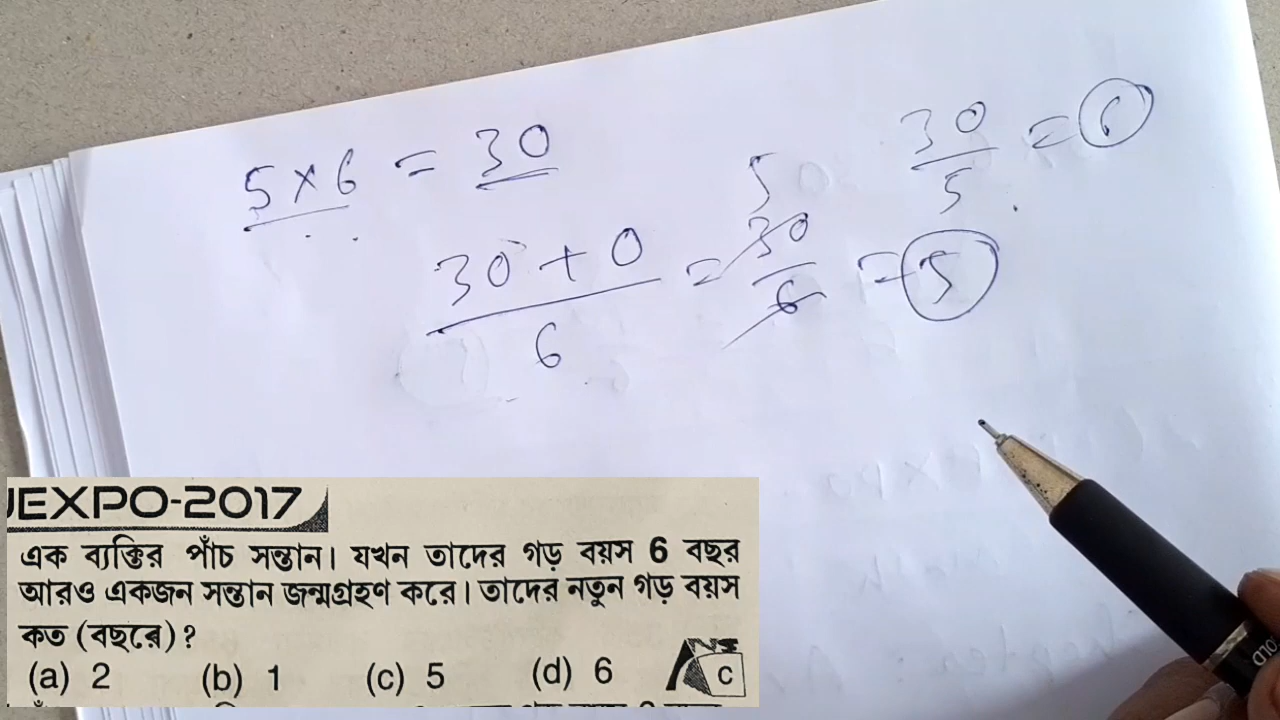 5 × 6 = 30
30 + 0 / 6 = 30 / 6 = 5
5
30 / 5 = 6
JEXPO-2017
এক ব্যক্তির পাঁচ সন্তান। যখন তাদের গড় বয়স 6 বছর
আরও একজন সন্তান জন্মগ্রহণ করে। তাদের নতুন গড় বয়স
কত (বছরে)?
(a) 2 (b) 1 (c) 5 (d) 6
ANS C